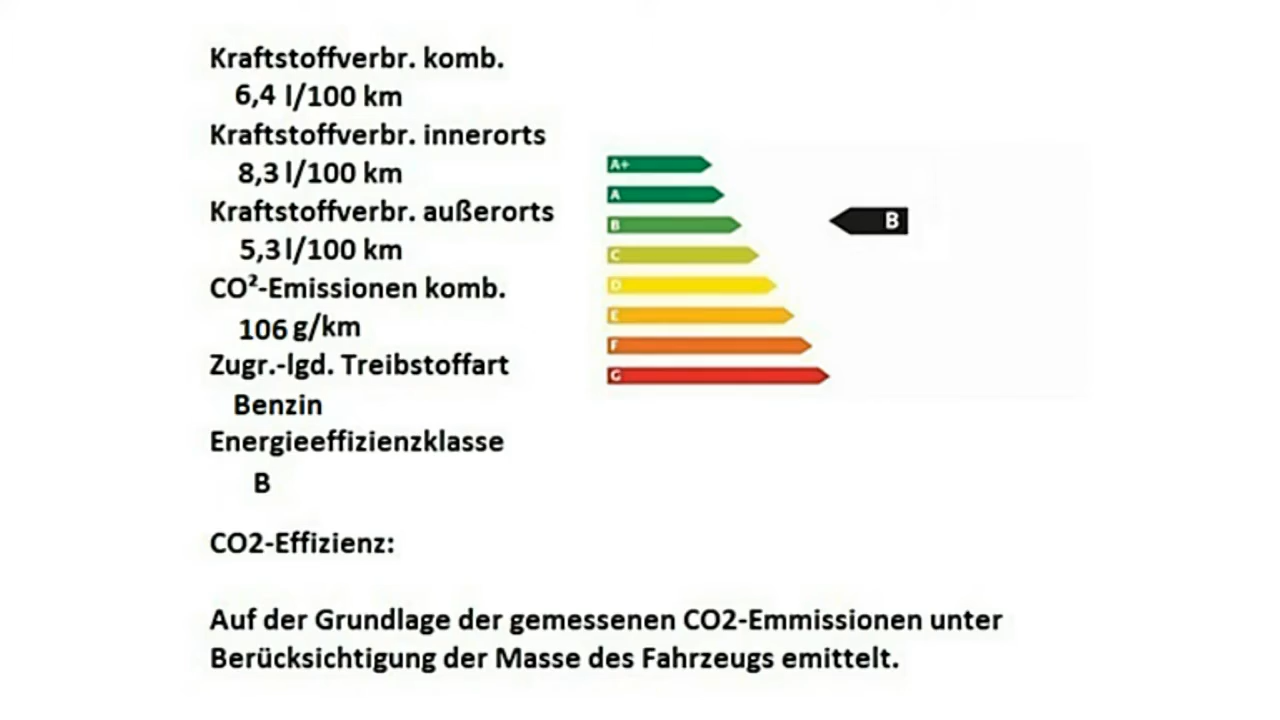 Kraftstoffverbr. komb.
6,4 l/100 km
Kraftstoffverbr. innerorts
8,3 l/100 km
Kraftstoffverbr. außerorts
5,3 l/100 km
CO²-Emissionen komb.
106 g/km
Zugr.-lgd. Treibstoffart
Benzin
Energieeffizienzklasse
B
A+
A
B
B
C
D
E
F
G
CO2-Effizienz:
Auf der Grundlage der gemessenen CO2-Emmissionen unter
Berücksichtigung der Masse des Fahrzeugs emittelt.